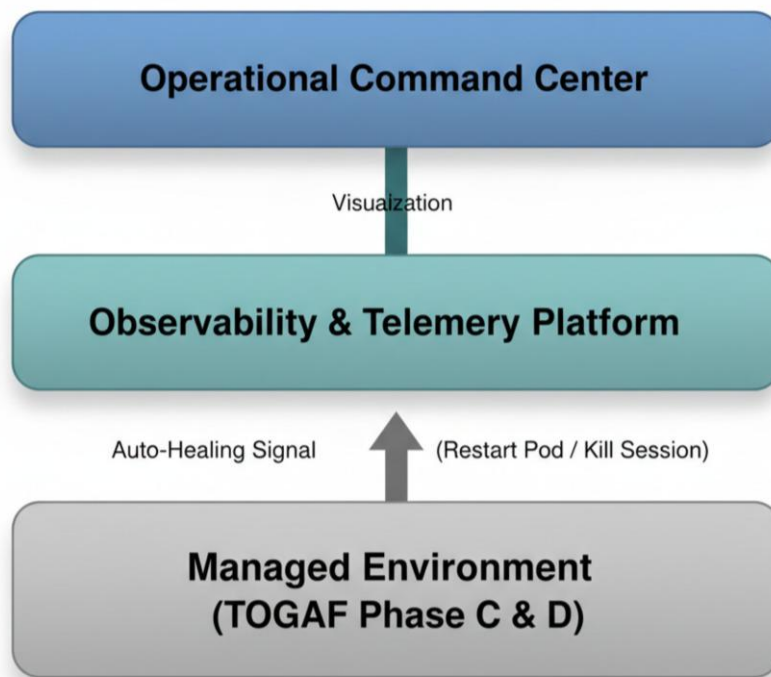 Operational Command Center
Visualzation
Observability & Telemery Platform
Auto-Healing Signal
(Restart Pod / Kill Session)
Managed Environment
(TOGAF Phase C & D)